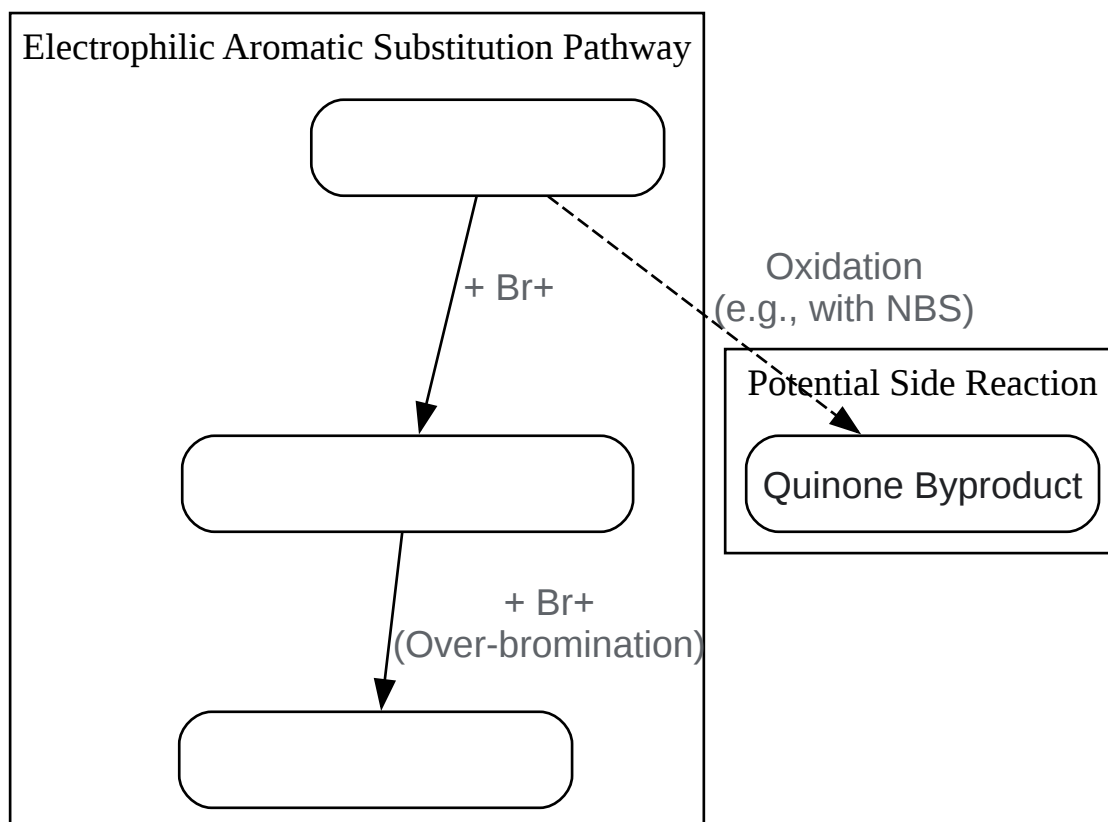 Electrophilic Aromatic Substitution Pathway
+ Br+
Oxidation
(e.g., with NBS)
Potential Side Reaction
Quinone Byproduct
+ Br+
(Over-bromination)